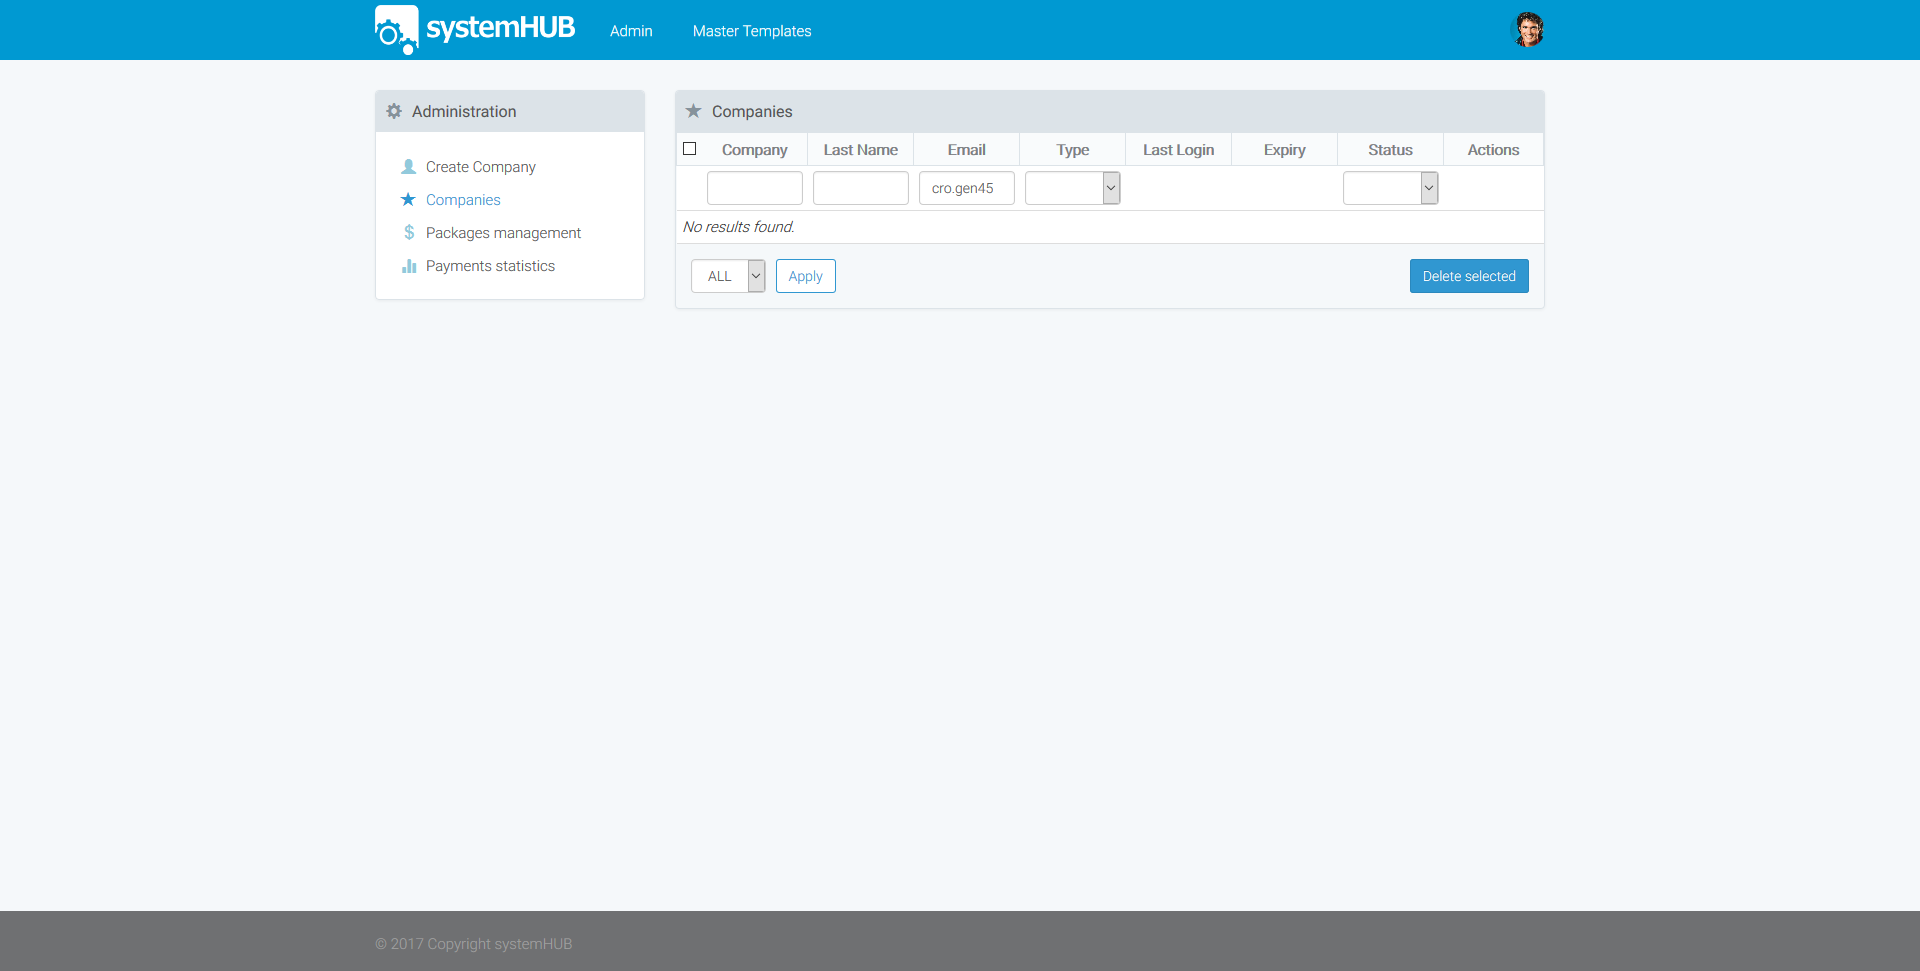 systemHUB
Admin
Master Templates
Administration
Create Company
Companies
Packages management
Payments statistics
Companies
Company
Last Name
Email
Type
Last Login
Expiry
Status
Actions
cro.gen45
No results found.
ALL
Apply
Delete selected
© 2017 Copyright systemHUB